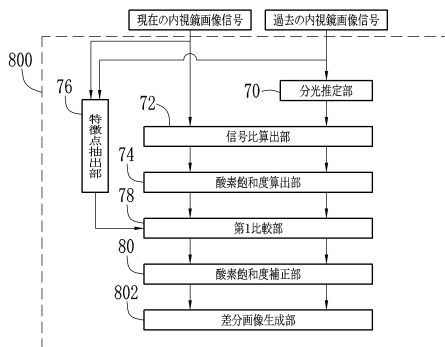 現在の内視鏡画像信号
過去の内視鏡画像信号
800
76
特徴点抽出部
70
分光推定部
72
信号比算出部
74
酸素飽和度算出部
78
第1比較部
80
酸素飽和度補正部
802
差分画像生成部